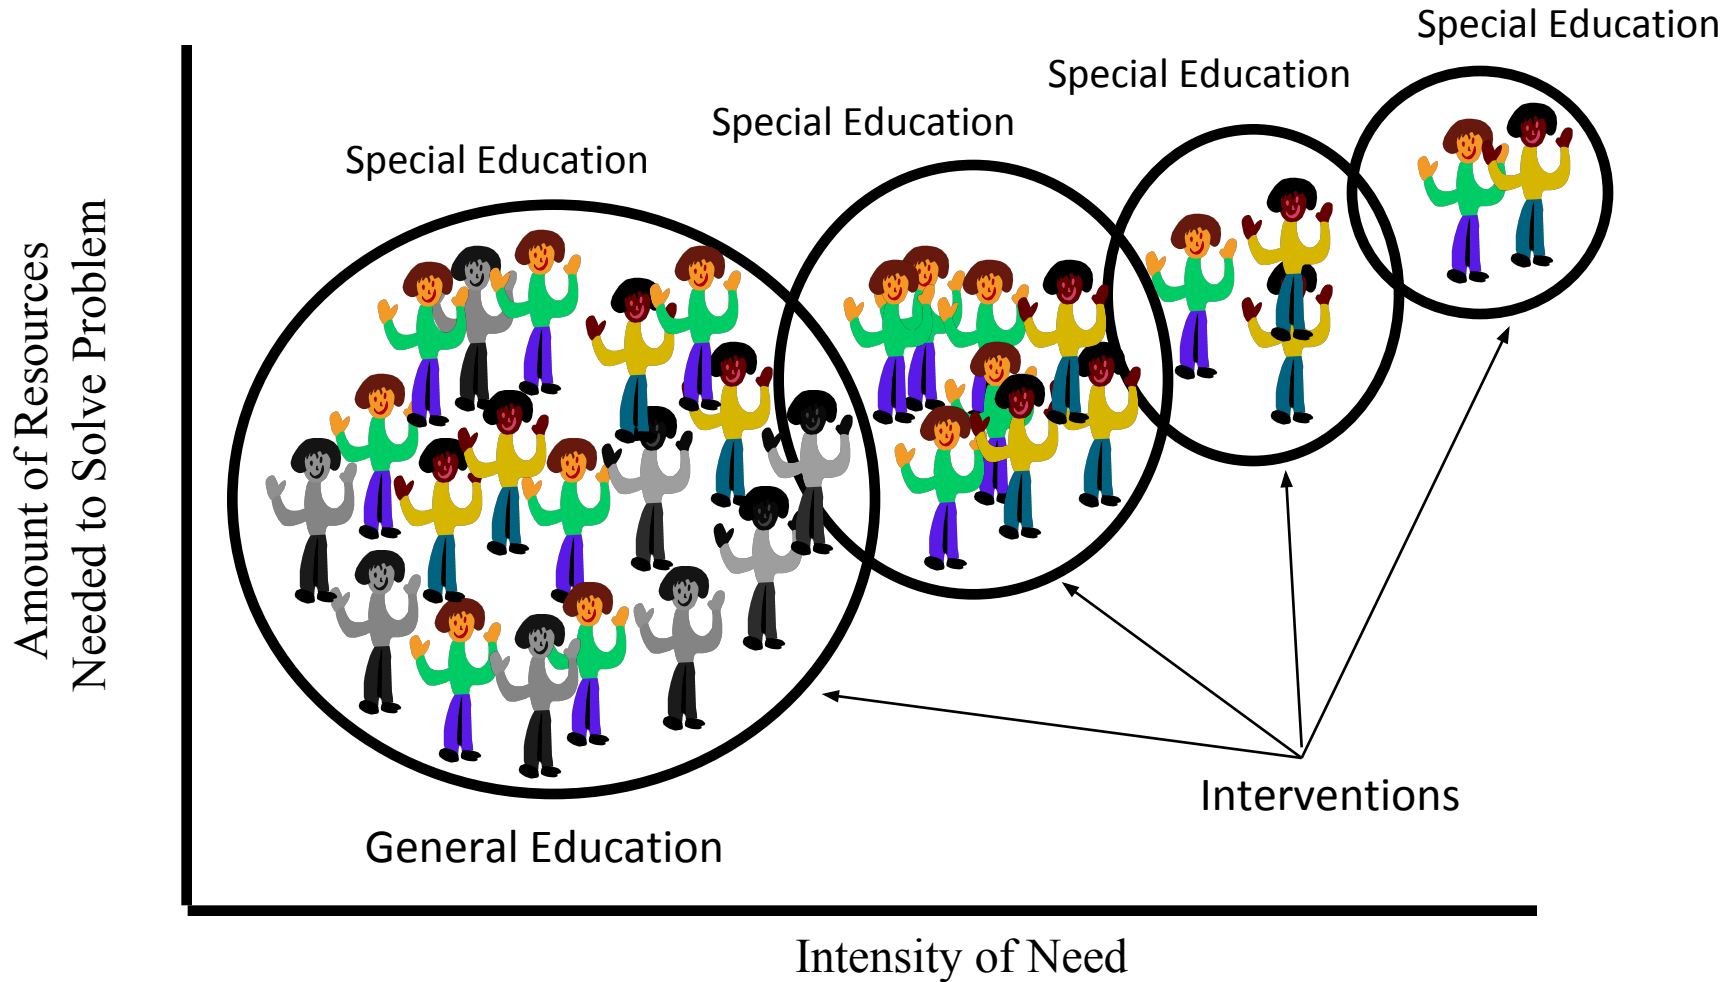 Special Education
Special Education
Special Education
Special Education
Amount of Resources
Needed to Solve Problem
Interventions
General Education
Intensity of Need